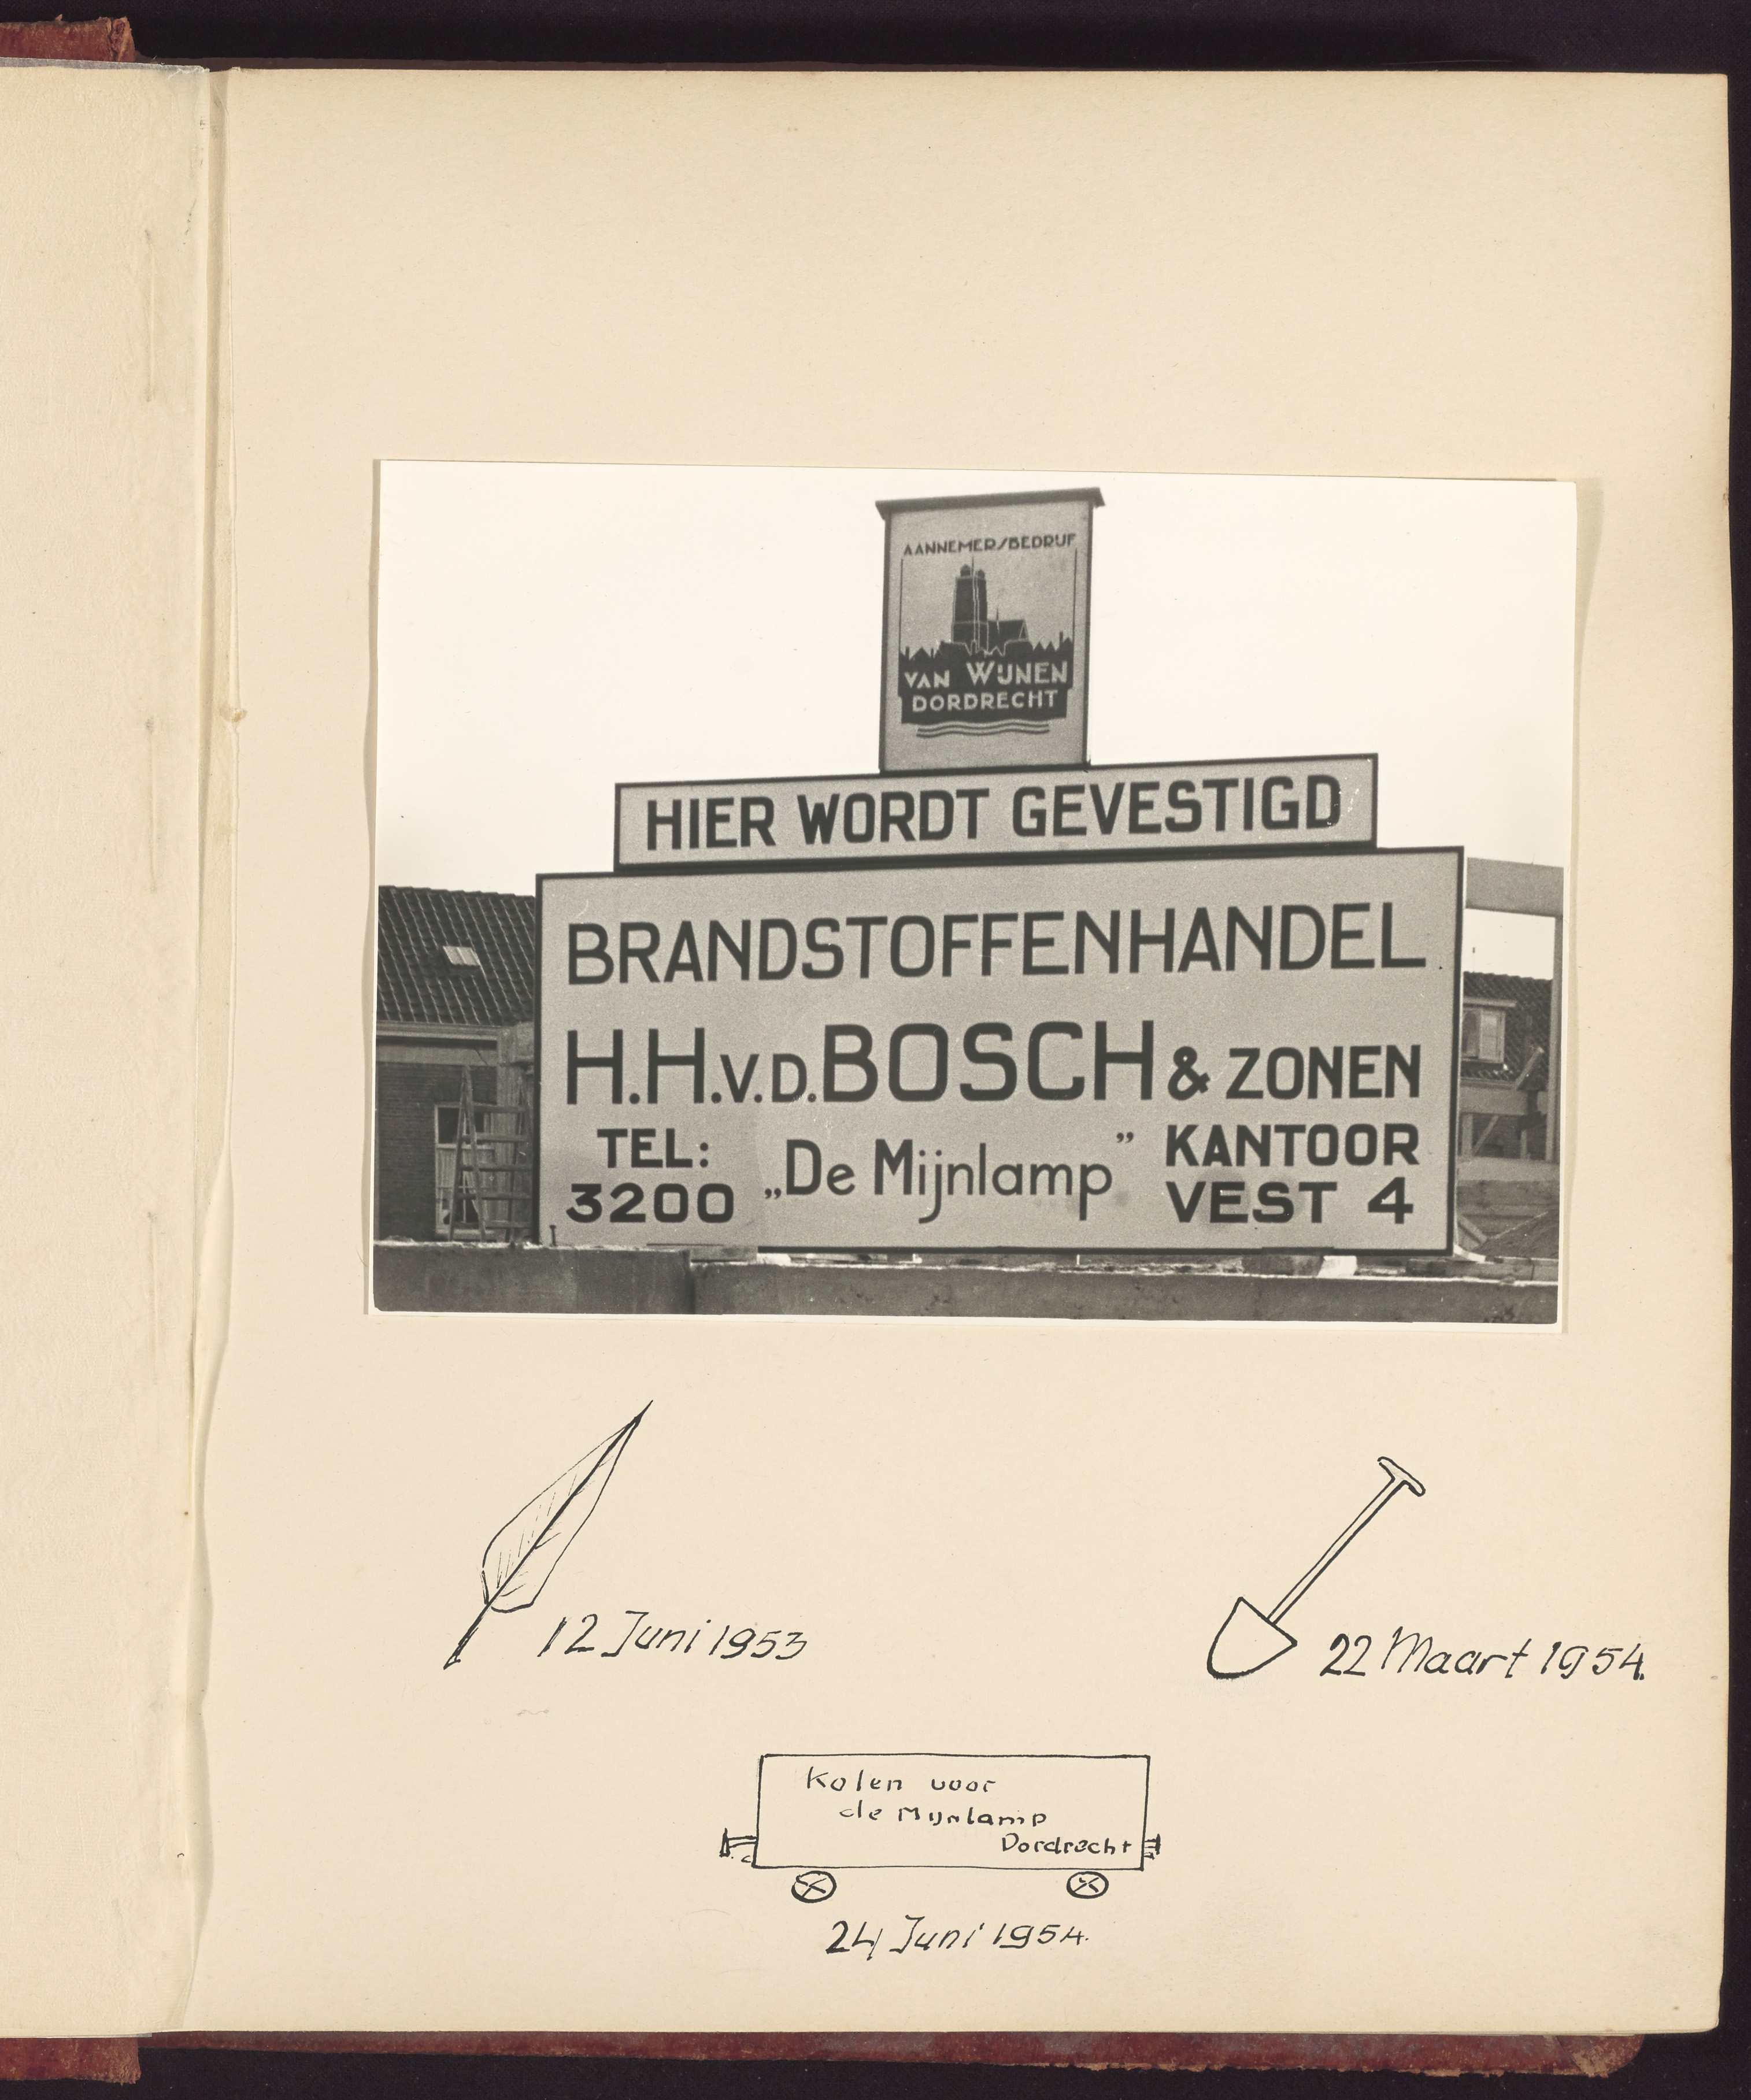 AANNEMERSBEDRIJF
VAN WIJNEN
DORDRECHT
HIER WORDT GEVESTIGD
BRANDSTOFFENHANDEL
H.H.V.D.BOSCH & ZONEN
TEL: 3200
„De Mijnlamp”
KANTOOR VEST 4
12 Juni 1953
22 Maart 1954.
Kolen voor
de Mijnlamp
Dordrecht
24 Juni 1954.